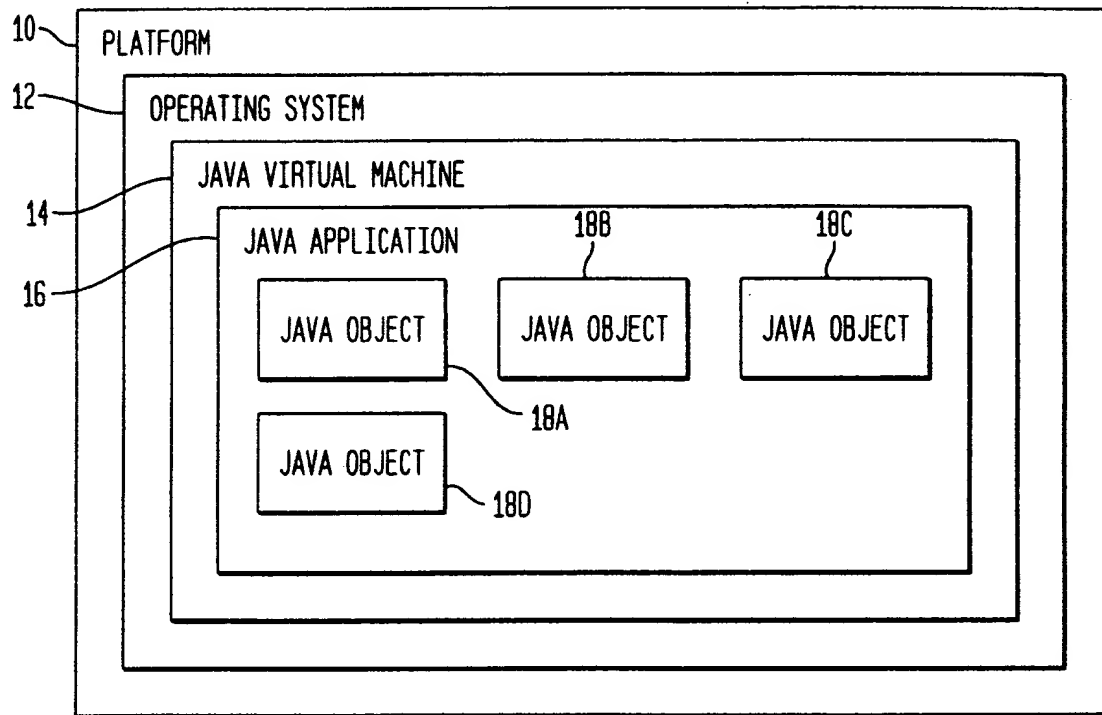 10
PLATFORM
12
OPERATING SYSTEM
14
JAVA VIRTUAL MACHINE
16
JAVA APPLICATION
18B
18C
JAVA OBJECT
JAVA OBJECT
JAVA OBJECT
18A
JAVA OBJECT
18D